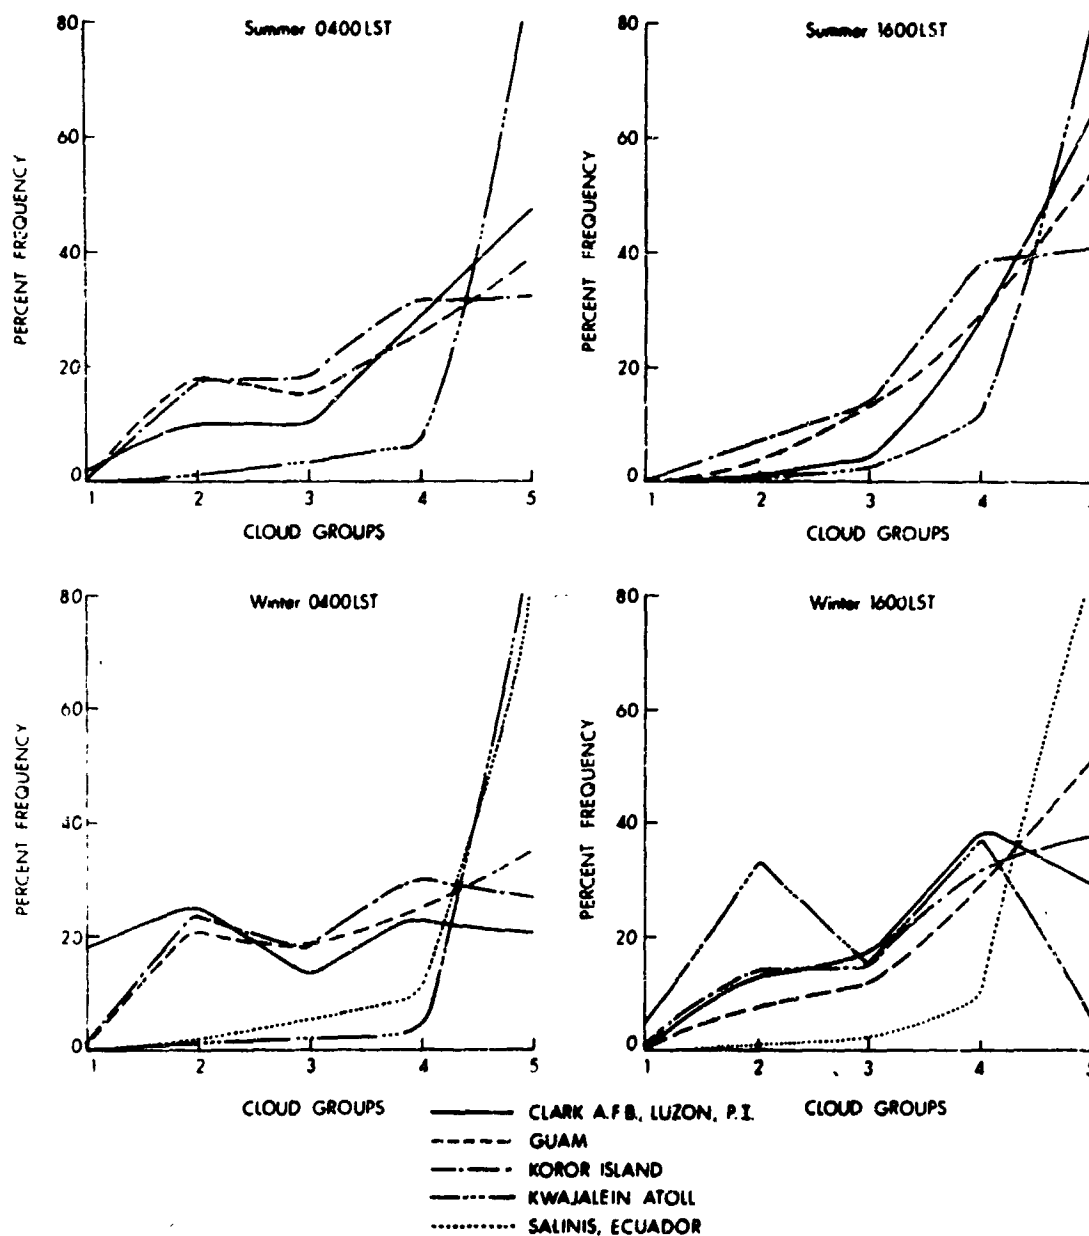 Summer 0400LST
80
60
40
20
0
PERCENT FREQUENCY
1 2 3 4 5
CLOUD GROUPS
Summer 1600LST
80
60
40
20
0
PERCENT FREQUENCY
1 2 3 4
CLOUD GROUPS
Winter 0400LST
80
60
40
20
0
PERCENT FREQUENCY
1 2 3 4 5
CLOUD GROUPS
Winter 1600LST
80
60
40
20
0
PERCENT FREQUENCY
1 2 3 4
CLOUD GROUPS
CLARK A.F.B., LUZON, P.I.
GUAM
KOROR ISLAND
KWAJALEIN ATOLL
SALINIS, ECUADOR